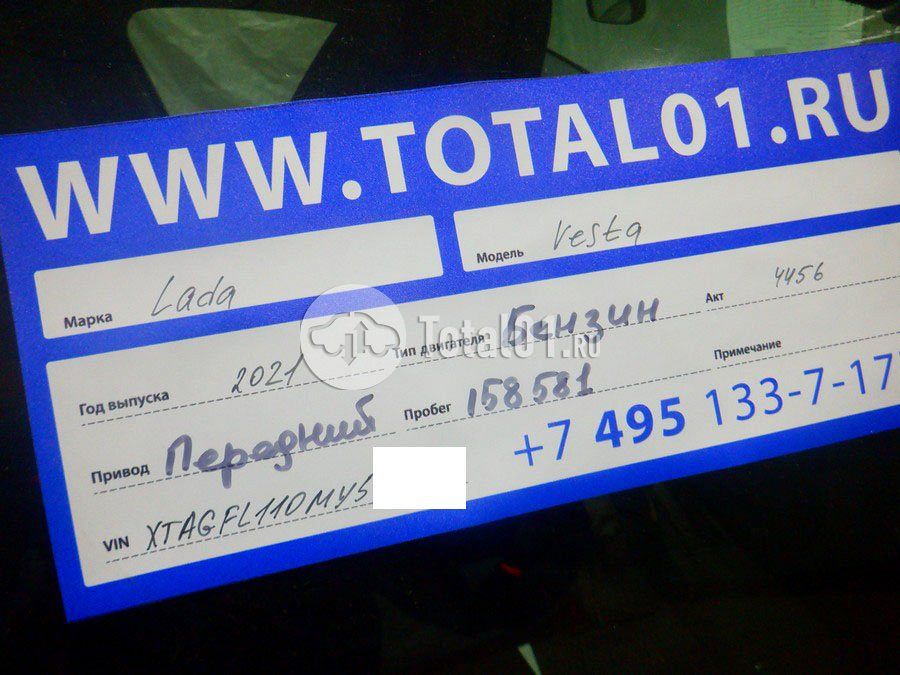 WWW.TOTAL01.RU
Марка Lada Модель Vesta
Год выпуска 2021 Тип двигателя Бензин Акт 4456
Total01.RU
Привод Передний Пробег 158581 Примечание
VIN XTAGFL110MY5 +7 495 133-7-17